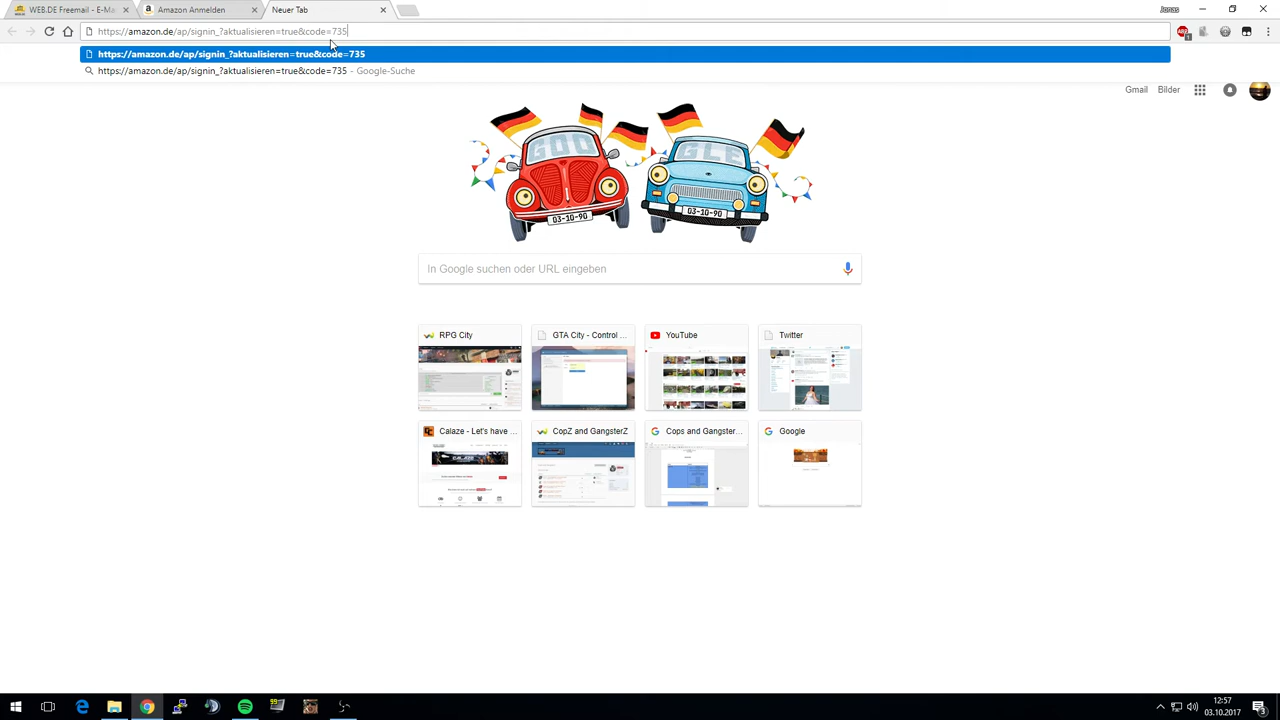 WEB.DE Freemail - E-Ma
Amazon Anmelden
Neuer Tab
Jonas
https://amazon.de/ap/signin_?aktualisieren=true&code=735
https://amazon.de/ap/signin_?aktualisieren=true&code=735
https://amazon.de/ap/signin_?aktualisieren=true&code=735 - Google-Suche
Gmail Bilder
GOO GLE
03-10-90 03-10-90
In Google suchen oder URL eingeben
RPG City
GTA City - Control ...
YouTube
Twitter
Calaze - Let's have ...
CopZ and GangsterZ
Cops and Gangster...
Google
12:57
03.10.2017